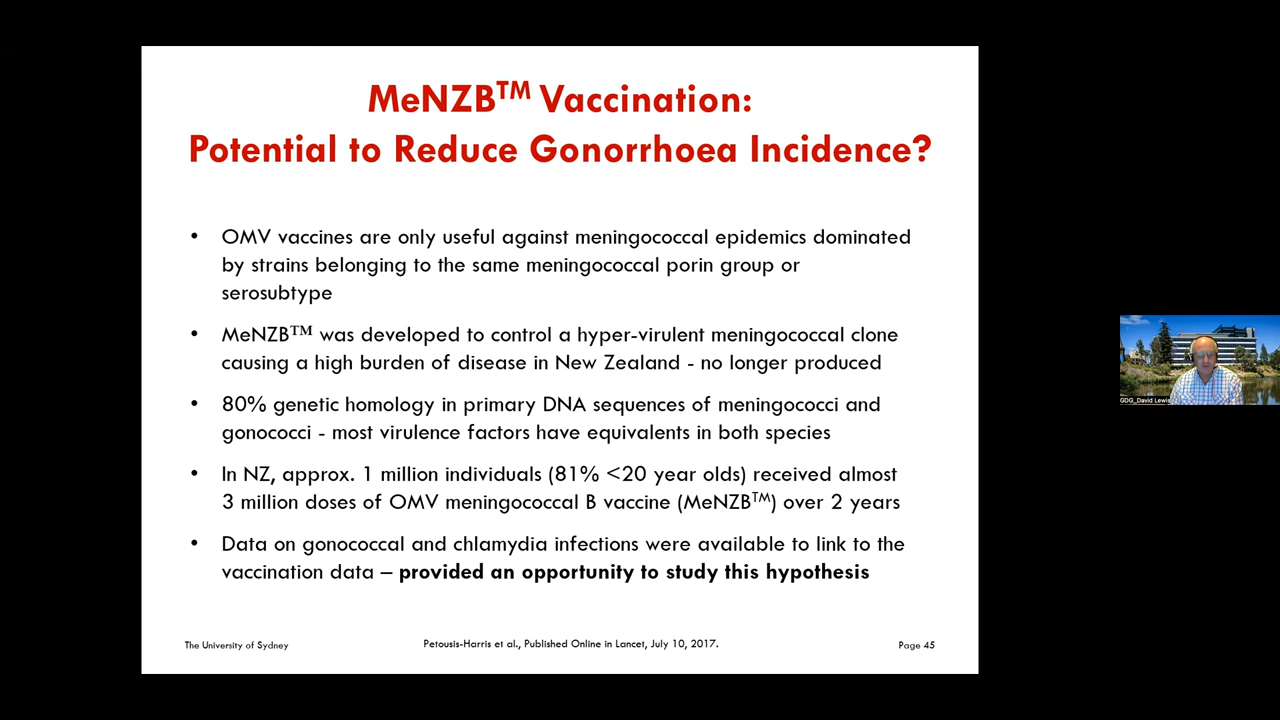 MeNZB™ Vaccination:
Potential to Reduce Gonorrhoea Incidence?
• OMV vaccines are only useful against meningococcal epidemics dominated
by strains belonging to the same meningococcal porin group or
serosubtype
• MeNZB™ was developed to control a hyper-virulent meningococcal clone
causing a high burden of disease in New Zealand - no longer produced
• 80% genetic homology in primary DNA sequences of meningococci and
gonococci - most virulence factors have equivalents in both species
• In NZ, approx. 1 million individuals (81% <20 year olds) received almost
3 million doses of OMV meningococcal B vaccine (MeNZB™) over 2 years
• Data on gonococcal and chlamydia infections were available to link to the
vaccination data – provided an opportunity to study this hypothesis
The University of Sydney
Petousis-Harris et al., Published Online in Lancet, July 10, 2017.
Page 45
GDG_David Lewis